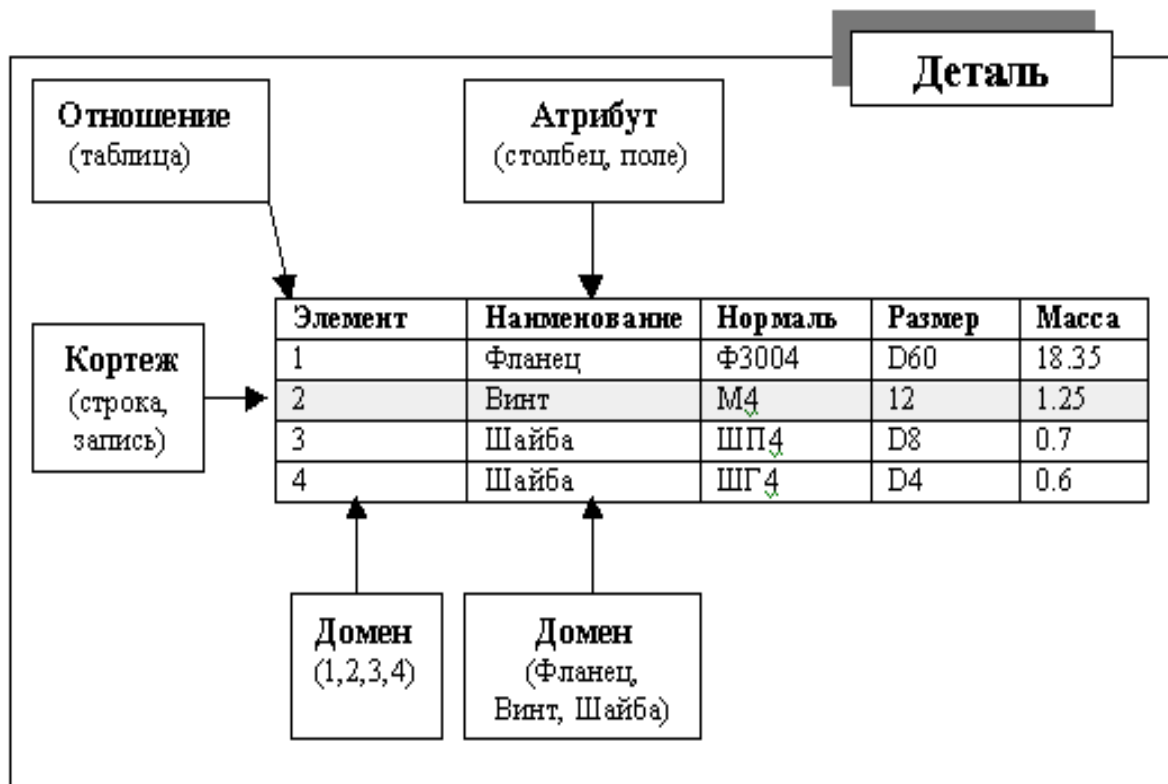 Деталь
Отношение
(таблица)
Атрибут
(столбец, поле)
Элемент Наименование Нормаль Размер Масса
1 Фланец Ф3004 D60 18.35
2 Винт М4 12 1.25
3 Шайба ШП4 D8 0.7
4 Шайба ШГ4 D4 0.6
Кортеж
(строка,
запись)
Домен
(1,2,3,4)
Домен
(Фланец,
Винт, Шайба)